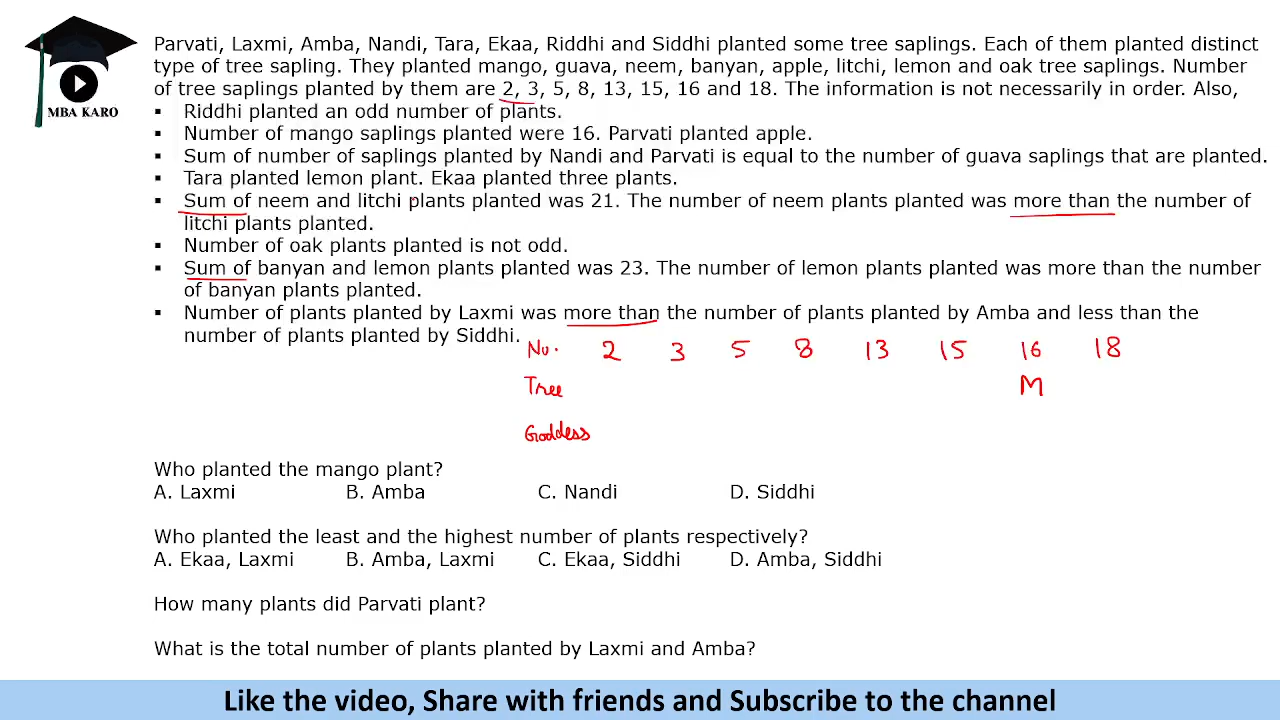 Parvati, Laxmi, Amba, Nandi, Tara, Ekaa, Riddhi and Siddhi planted some tree saplings. Each of them planted distinct
type of tree sapling. They planted mango, guava, neem, banyan, apple, litchi, lemon and oak tree saplings. Number
of tree saplings planted by them are 2, 3, 5, 8, 13, 15, 16 and 18. The information is not necessarily in order. Also,
MBA KARO
▪ Riddhi planted an odd number of plants.
▪ Number of mango saplings planted were 16. Parvati planted apple.
▪ Sum of number of saplings planted by Nandi and Parvati is equal to the number of guava saplings that are planted.
▪ Tara planted lemon plant. Ekaa planted three plants.
▪ Sum of neem and litchi plants planted was 21. The number of neem plants planted was more than the number of
litchi plants planted.
▪ Number of oak plants planted is not odd.
▪ Sum of banyan and lemon plants planted was 23. The number of lemon plants planted was more than the number
of banyan plants planted.
▪ Number of plants planted by Laxmi was more than the number of plants planted by Amba and less than the
number of plants planted by Siddhi.
No. 2 3 5 8 13 15 16 18
Tree M
Goddess
Who planted the mango plant?
A. Laxmi B. Amba C. Nandi D. Siddhi
Who planted the least and the highest number of plants respectively?
A. Ekaa, Laxmi B. Amba, Laxmi C. Ekaa, Siddhi D. Amba, Siddhi
How many plants did Parvati plant?
What is the total number of plants planted by Laxmi and Amba?
Like the video, Share with friends and Subscribe to the channel